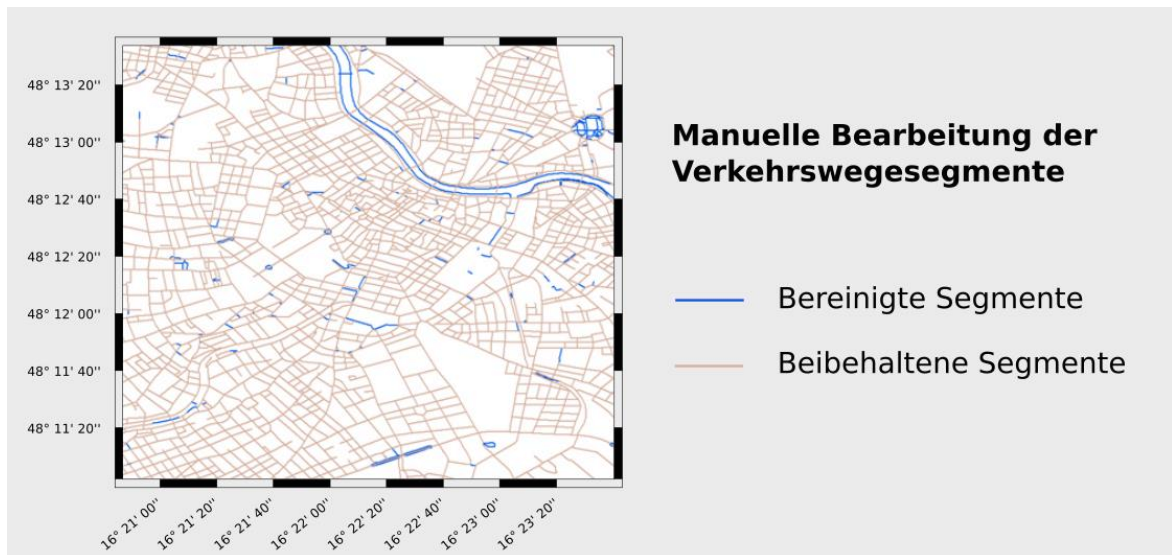 48° 13' 20''
48° 13' 00''
48° 12' 40''
48° 12' 20''
48° 12' 00''
48° 11' 40''
48° 11' 20''
16° 21' 00''
16° 21' 20''
16° 21' 40''
16° 22' 00''
16° 22' 20''
16° 22' 40''
16° 23' 00''
16° 23' 20''
Manuelle Bearbeitung der
Verkehrswegesegmente
Bereinigte Segmente
Beibehaltene Segmente